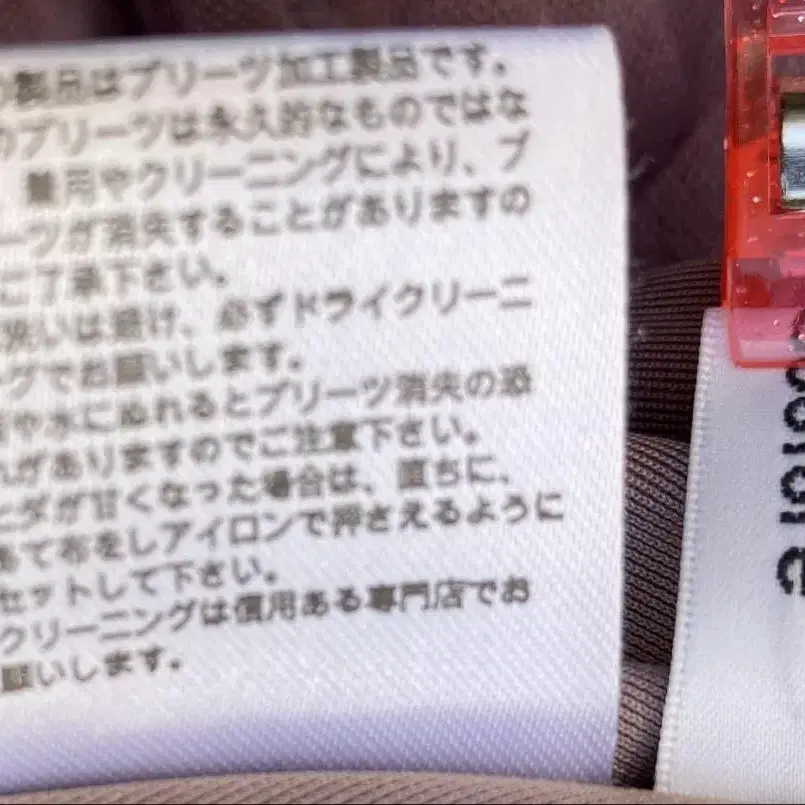 の製品はプリーツ加工製品です。
のプリーツは永久的なものではな
着用やクリーニングにより、プ
ーツが消失することがありますの
ご了承下さい。
洗いは避け、必ずドライクリーニ
ングでお願いします。
や水にぬれるとプリーツ消失の恐
れがありますのでご注意下さい。
ヒダが甘くなった場合は、直ちに、
あて布をしアイロンで押さえるように
セットして下さい。
クリーニングは信用ある専門店でお
願いします。